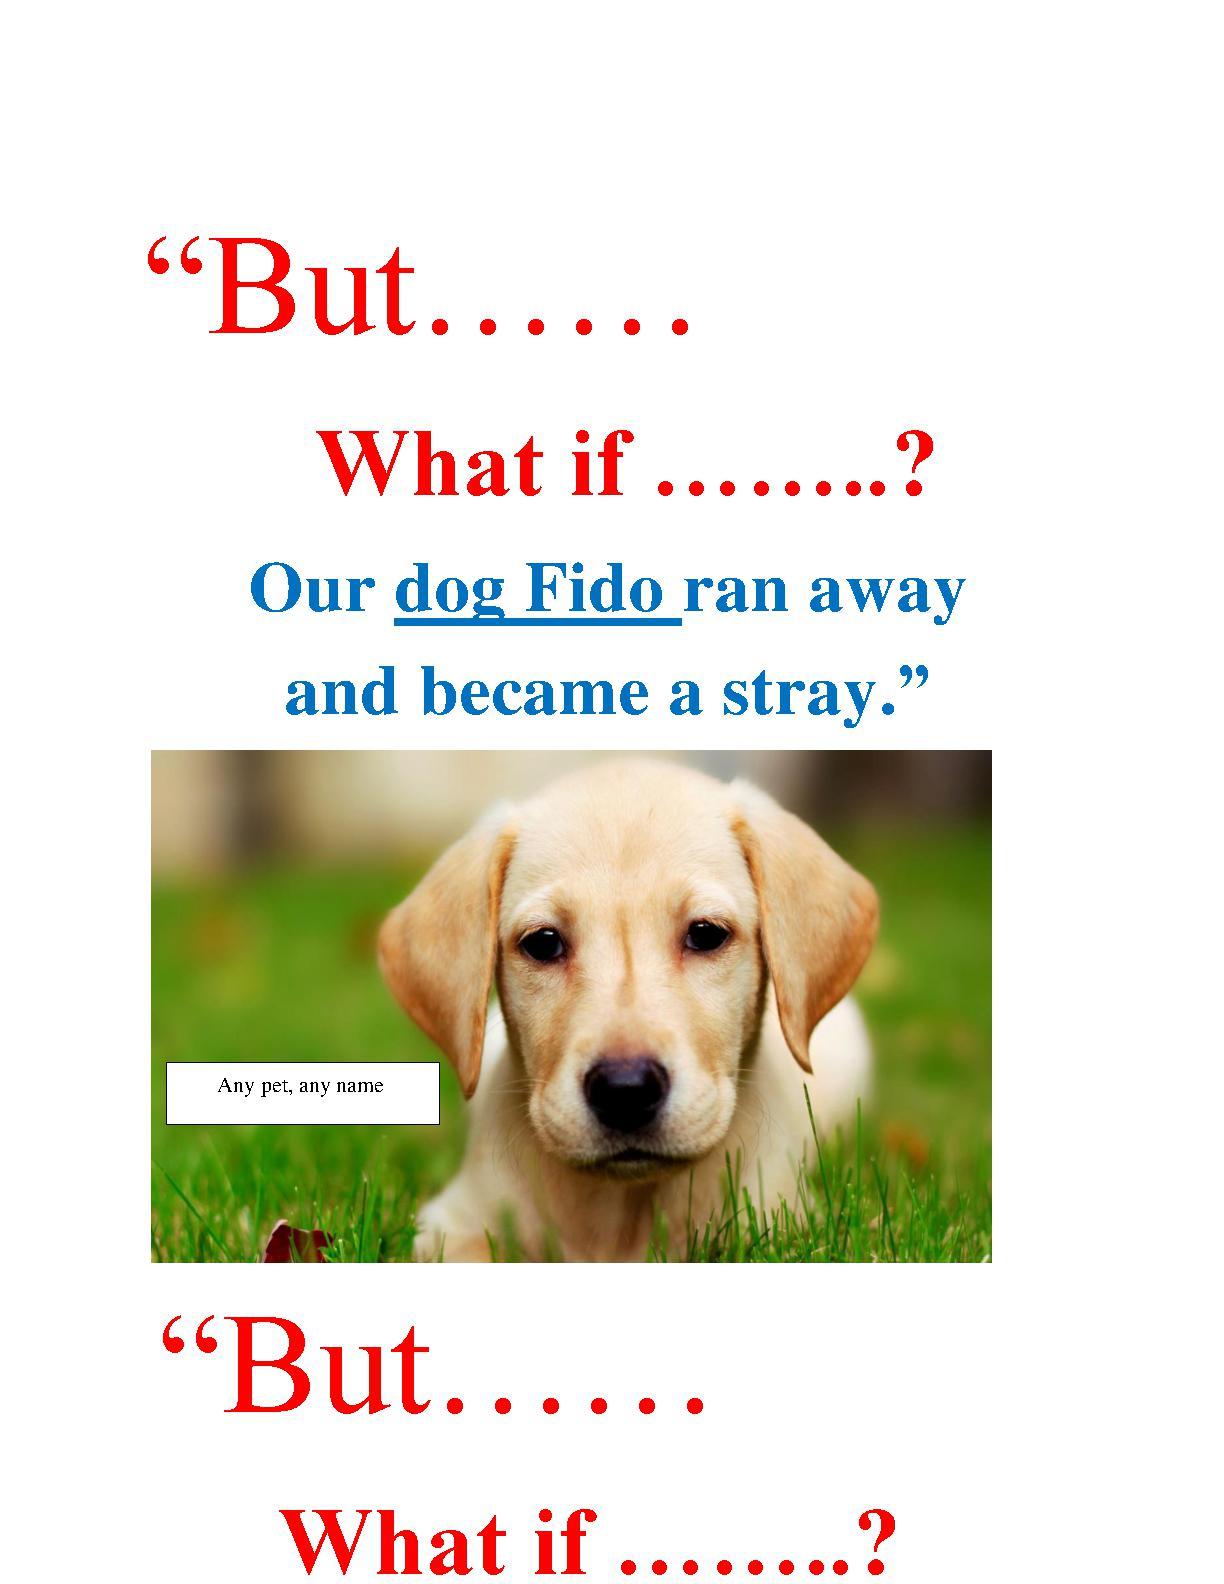 “But……
What if ……..?
Our dog Fido ran away
and became a stray.”
Any pet, any name
“But……
What if ……..?